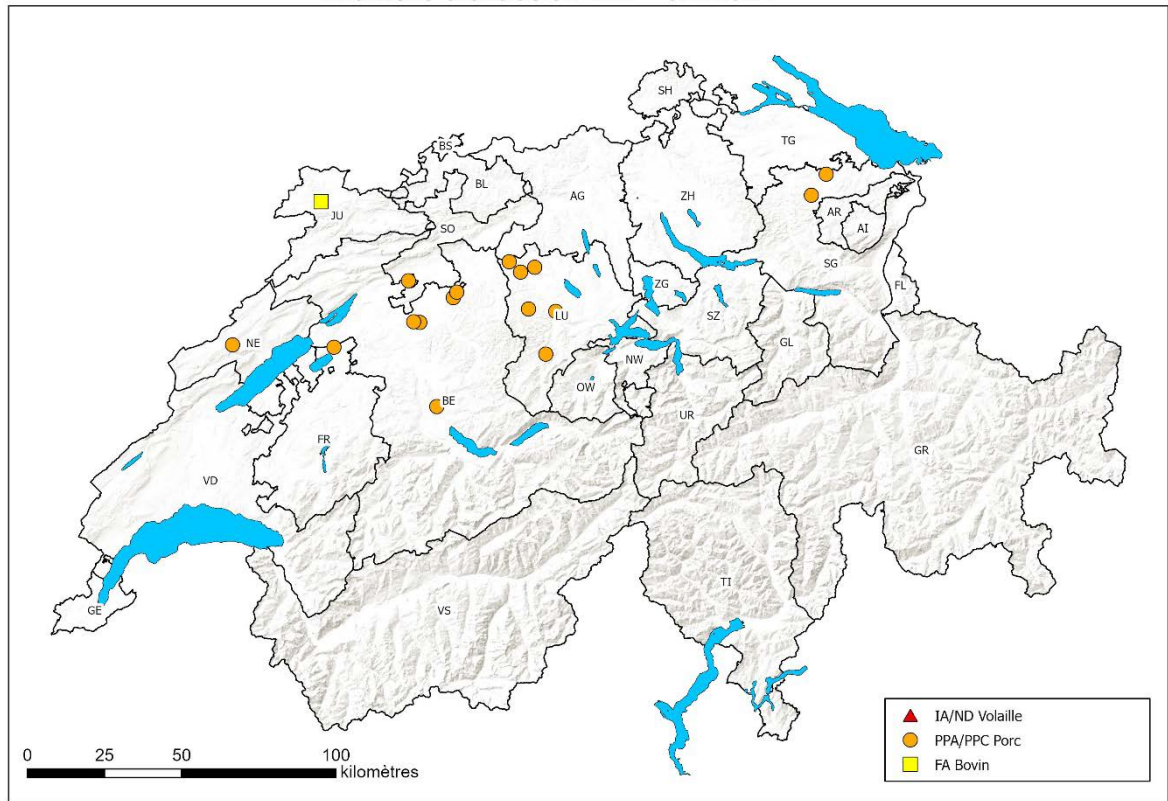 SH
TG
BS
BL
AG
ZH
JU
SO
AR
AI
SG
FL
ZG
LU
SZ
GL
NE
NW
OW
BE
UR
FR
GR
VD
TI
GE
VS
0 25 50 100
kilomètres
IA/ND Volaille
PPA/PPC Porc
FA Bovin